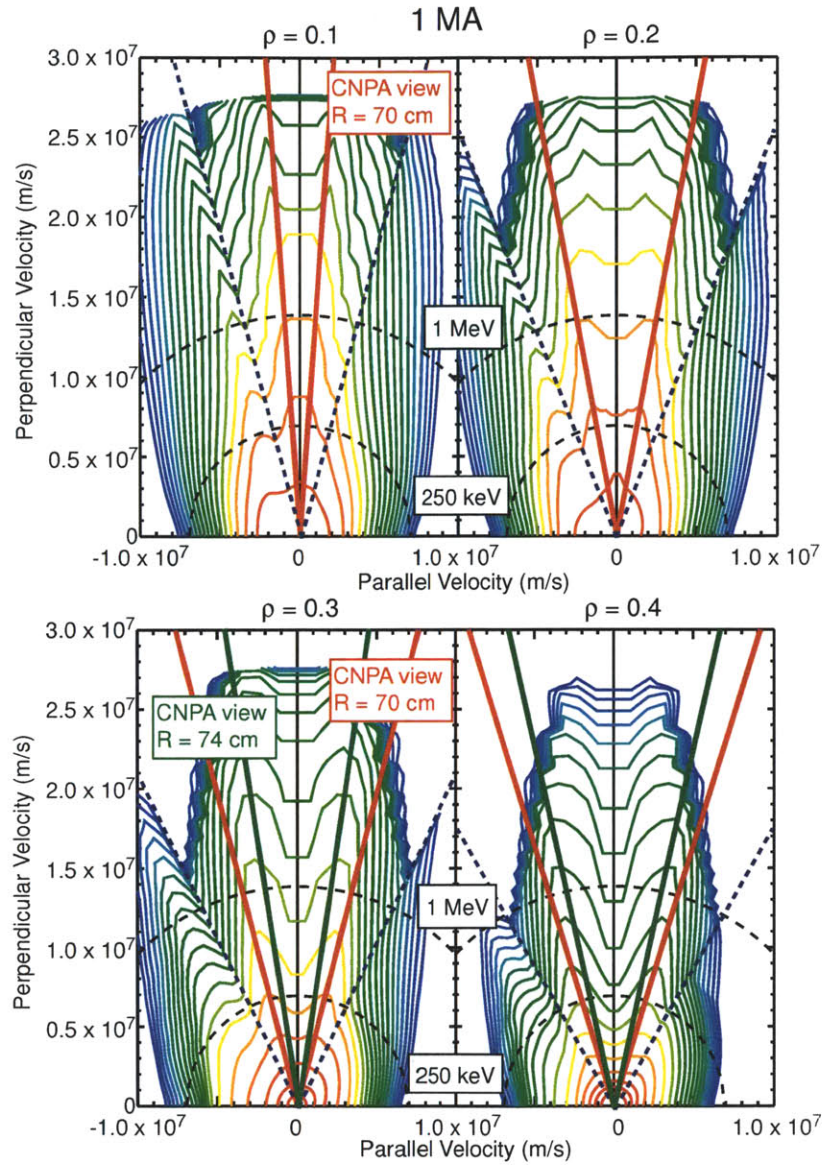 1 MA
ρ = 0.1
ρ = 0.2
3.0 x 10⁷
2.5 x 10⁷
2.0 x 10⁷
1.5 x 10⁷
1.0 x 10⁷
0.5 x 10⁷
0
Perpendicular Velocity (m/s)
CNPA view
R = 70 cm
1 MeV
250 keV
-1.0 x 10⁷
0
1.0 x 10⁷
0
1.0 x 10⁷
Parallel Velocity (m/s)
ρ = 0.3
ρ = 0.4
3.0 x 10⁷
2.5 x 10⁷
2.0 x 10⁷
1.5 x 10⁷
1.0 x 10⁷
0.5 x 10⁷
0
Perpendicular Velocity (m/s)
CNPA view
R = 74 cm
CNPA view
R = 70 cm
1 MeV
250 keV
-1.0 x 10⁷
0
1.0 x 10⁷
0
1.0 x 10⁷
Parallel Velocity (m/s)